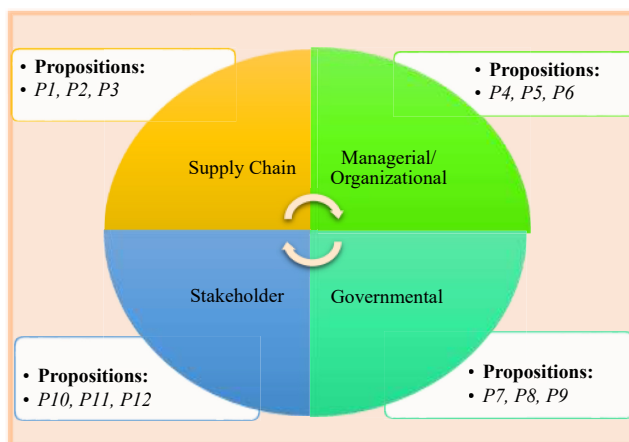 • Propositions:
• P1, P2, P3
• Propositions:
• P4, P5, P6
Supply Chain
Managerial/
Organizational
Stakeholder
Governmental
• Propositions:
• P10, P11, P12
• Propositions:
• P7, P8, P9